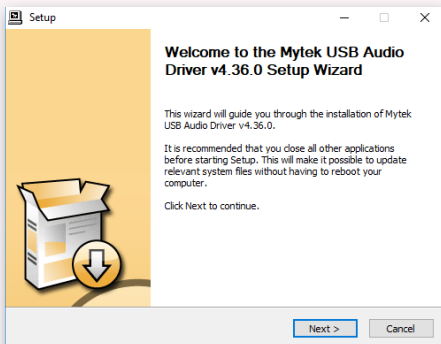 Setup
Welcome to the Mytek USB Audio
Driver v4.36.0 Setup Wizard
This wizard will guide you through the installation of Mytek
USB Audio Driver v4.36.0.
It is recommended that you close all other applications
before starting Setup. This will make it possible to update
relevant system files without having to reboot your
computer.
Click Next to continue.
Next >
Cancel